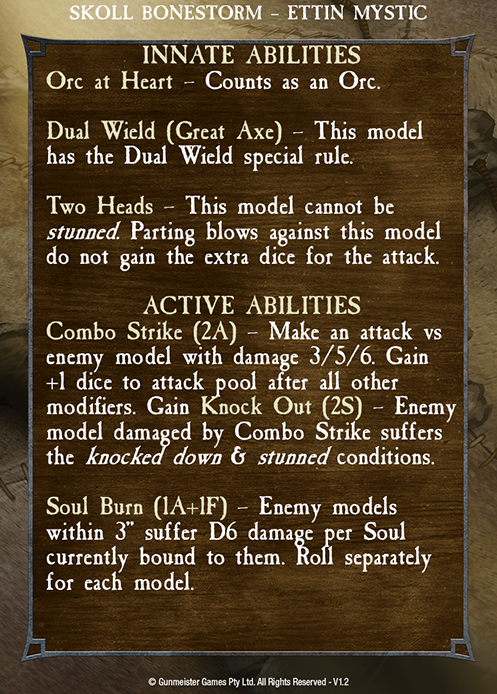 SKOLL BONESTORM – ETTIN MYSTIC
INNATE ABILITIES
Orc at Heart – Counts as an Orc.
Dual Wield (Great Axe) – This model
has the Dual Wield special rule.
Two Heads – This model cannot be
stunned. Parting blows against this model
do not gain the extra dice for the attack.
ACTIVE ABILITIES
Combo Strike (2A) – Make an attack vs
enemy model with damage 3/5/6. Gain
+1 dice to attack pool after all other
modifiers. Gain Knock Out (2S) – Enemy
model damaged by Combo Strike suffers
the knocked down & stunned conditions.
Soul Burn (1A+1F) – Enemy models
within 3” suffer D6 damage per Soul
currently bound to them. Roll separately
for each model.
© Gunmeister Games Pty Ltd. All Rights Reserved - V1.2